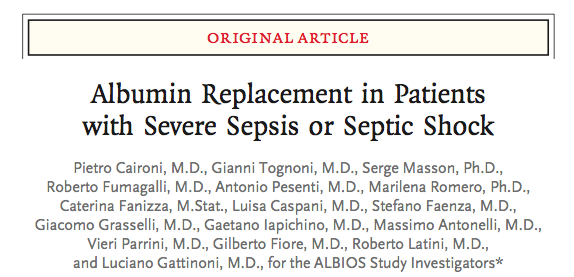 ORIGINAL ARTICLE
Albumin Replacement in Patients
with Severe Sepsis or Septic Shock
Pietro Caironi, M.D., Gianni Tognoni, M.D., Serge Masson, Ph.D.,
Roberto Fumagalli, M.D., Antonio Pesenti, M.D., Marilena Romero, Ph.D.,
Caterina Fanizza, M.Stat., Luisa Caspani, M.D., Stefano Faenza, M.D.,
Giacomo Grasselli, M.D., Gaetano Iapichino, M.D., Massimo Antonelli, M.D.,
Vieri Parrini, M.D., Gilberto Fiore, M.D., Roberto Latini, M.D.,
and Luciano Gattinoni, M.D., for the ALBIOS Study Investigators*